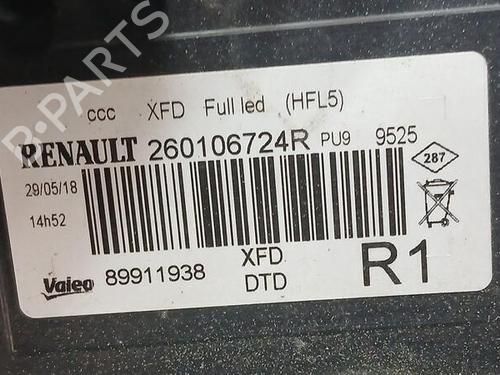 ccc XFD Full led (HFL5)
RENAULT 260106724R PU9 9525
287
29/05/18
14h52
XFD
Valeo 89911938
DTD
R1
R-PARTS